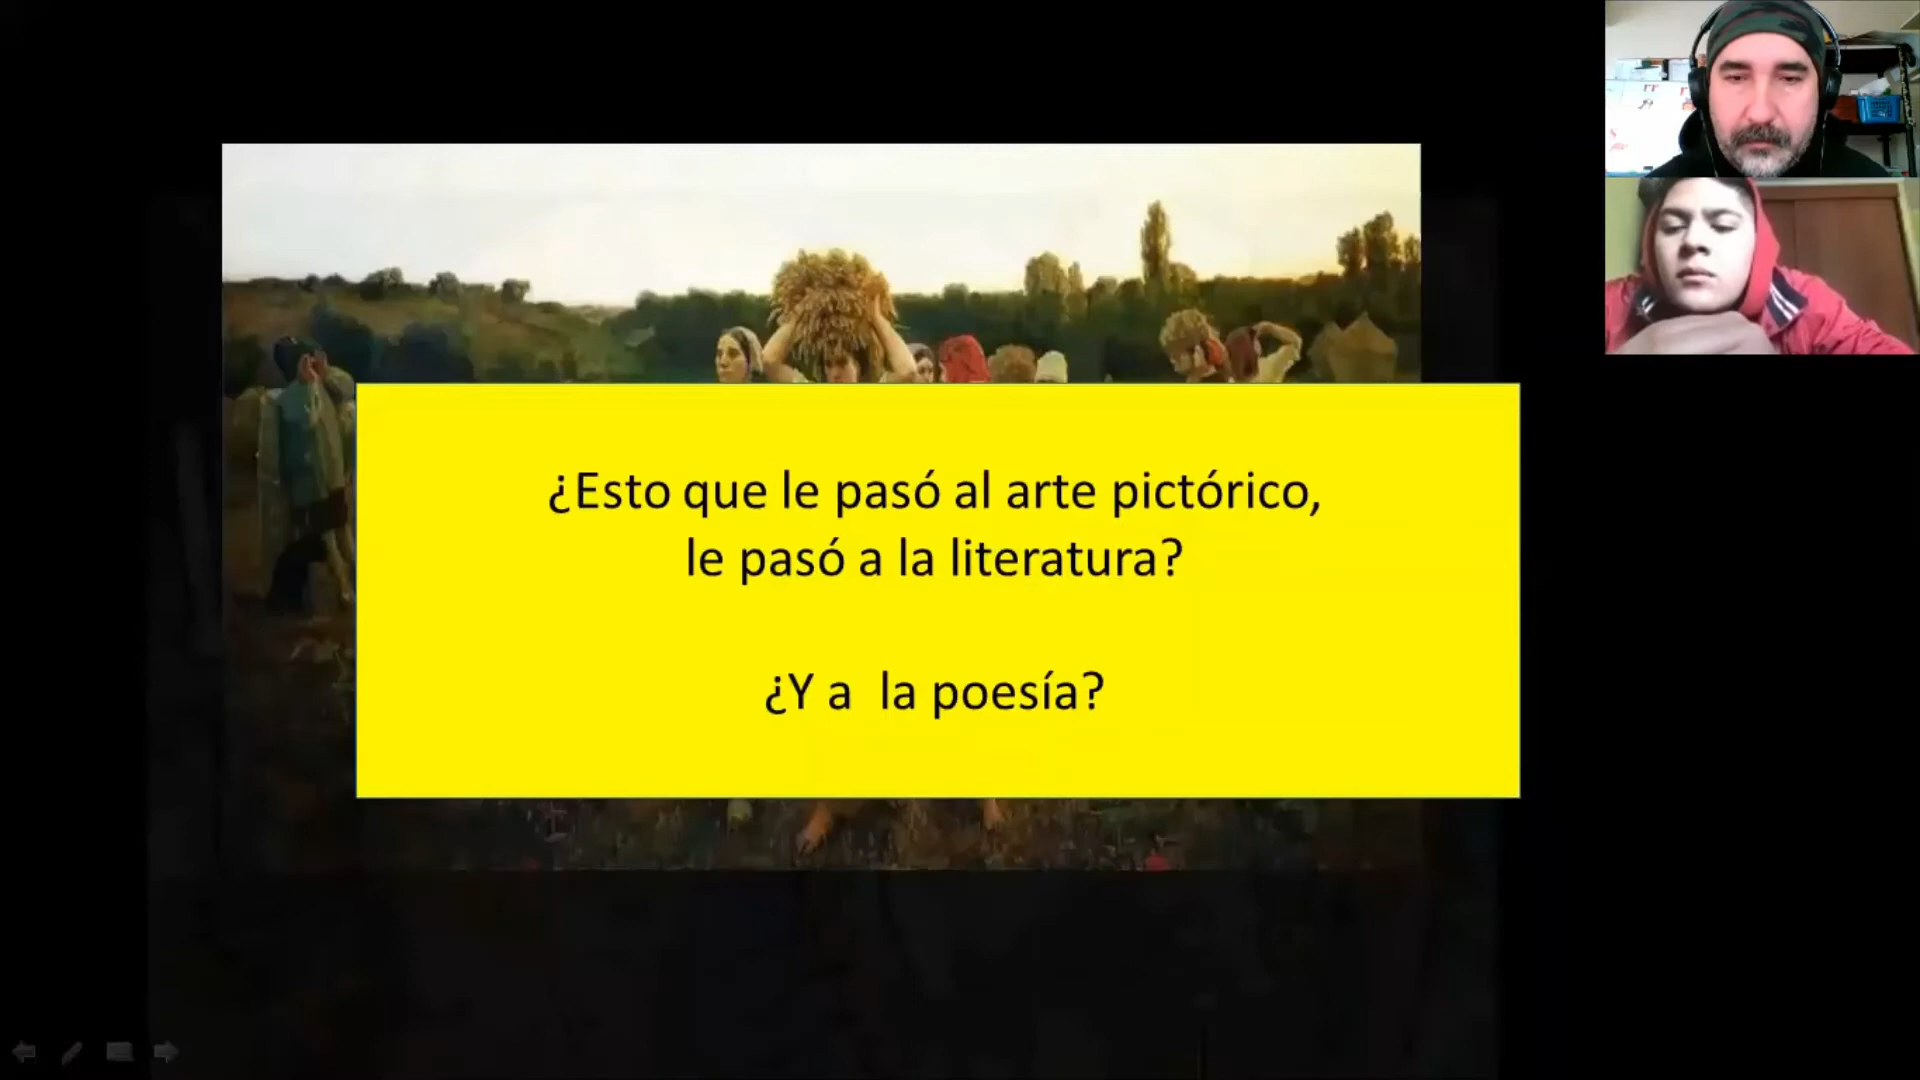 ¿Esto que le pasó al arte pictórico,
le pasó a la literatura?
¿Y a  la poesía?